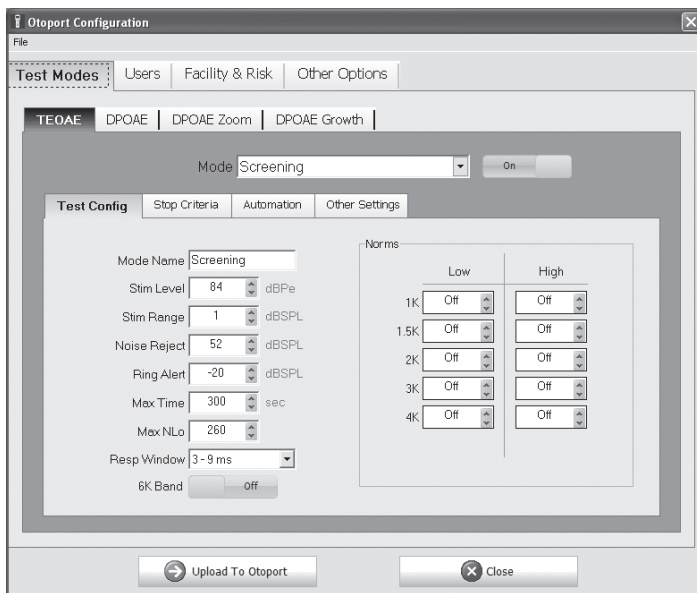 Otoport Configuration
File
Test Modes Users Facility & Risk Other Options
TEOAE DPOAE DPOAE Zoom DPOAE Growth
Mode Screening On
Test Config Stop Criteria Automation Other Settings
Mode Name Screening
Stim Level 84 dBPe
Stim Range 1 dBSPL
Noise Reject 52 dBSPL
Ring Alert -20 dBSPL
Max Time 300 sec
Max NLo 260
Resp Window 3 - 9 ms
6K Band Off
Norms
Low High
1K Off Off
1.5K Off Off
2K Off Off
3K Off Off
4K Off Off
Upload To Otoport Close